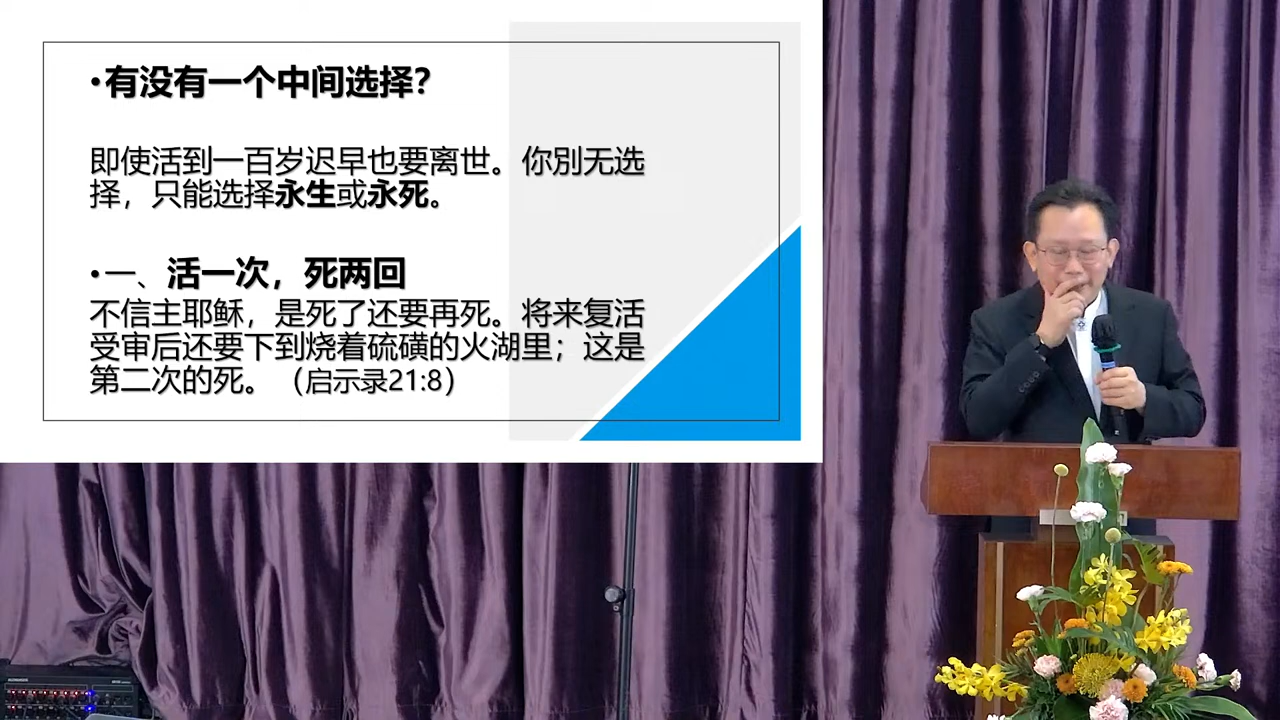 •有没有一个中间选择？
即使活到一百岁迟早也要离世。你別无选
择，只能选择永生或永死。
•一、活一次，死两回
不信主耶稣，是死了还要再死。将来复活
受审后还要下到烧着硫磺的火湖里；这是
第二次的死。（启示录21:8）